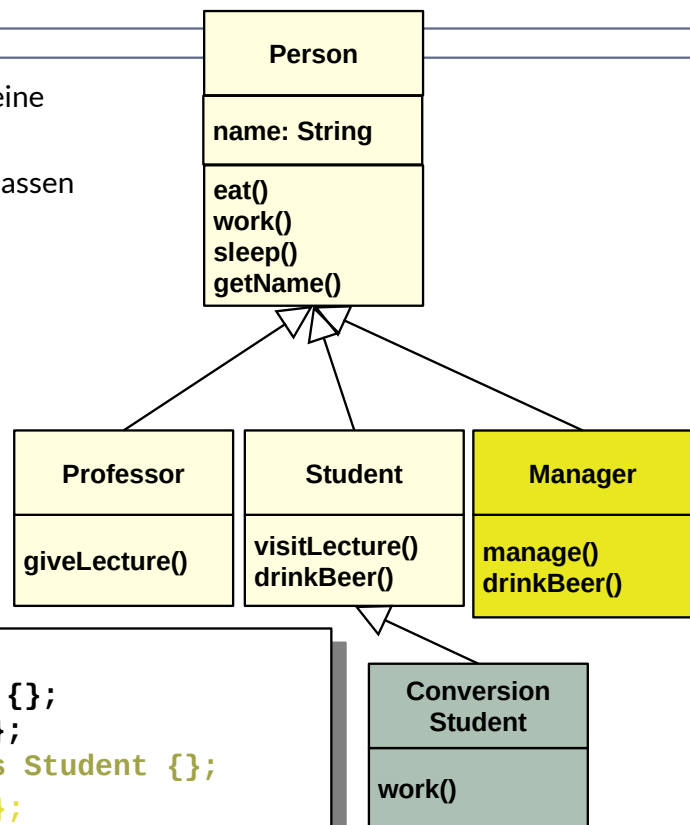 Person
eine
name: String
assen
eat()
work()
sleep()
getName()
Professor
giveLecture()
Student
visitLecture()
drinkBeer()
Manager
manage()
drinkBeer()
{};
};
s Student {};
};
Conversion
Student
work()